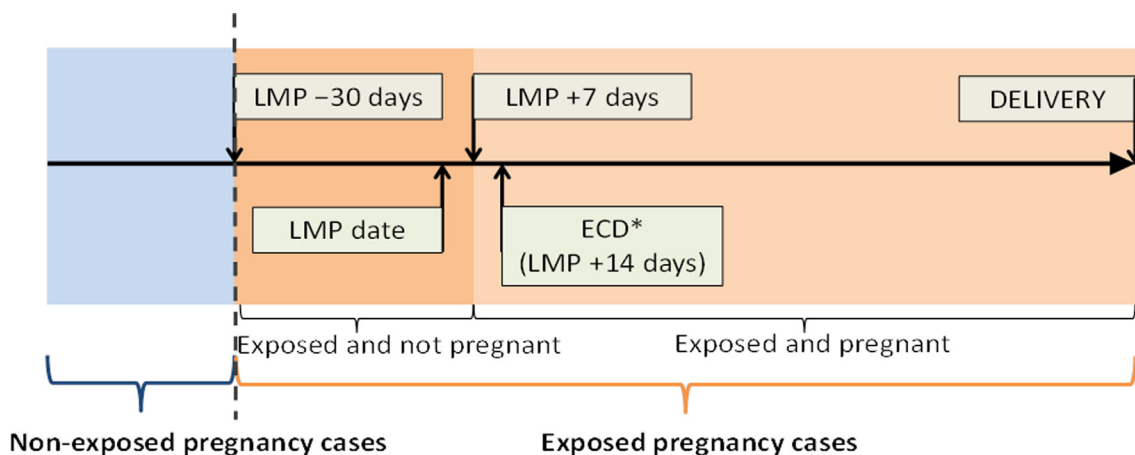 LMP −30 days
LMP +7 days
DELIVERY
LMP date
ECD*
(LMP +14 days)
Exposed and not pregnant
Exposed and pregnant
Non-exposed pregnancy cases
Exposed pregnancy cases